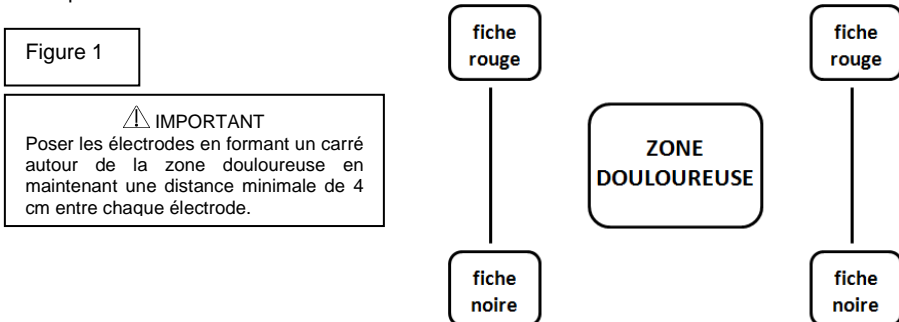 Figure 1
⚠ IMPORTANT
Poser les électrodes en formant un carré
autour de la zone douloureuse en
maintenant une distance minimale de 4
cm entre chaque électrode.
fiche
rouge
fiche
rouge
ZONE
DOULOUREUSE
fiche
noire
fiche
noire